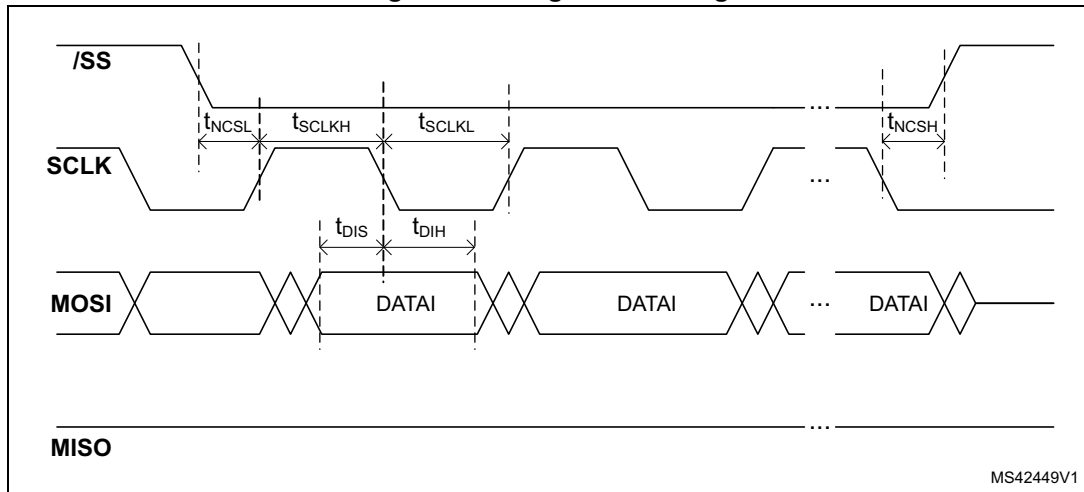 /SS
...
tNCSL tSCLKH tSCLKL tNCSH
SCLK
...
tDIS tDIH
MOSI DATAI DATAI ... DATAI
...
MISO
MS42449V1